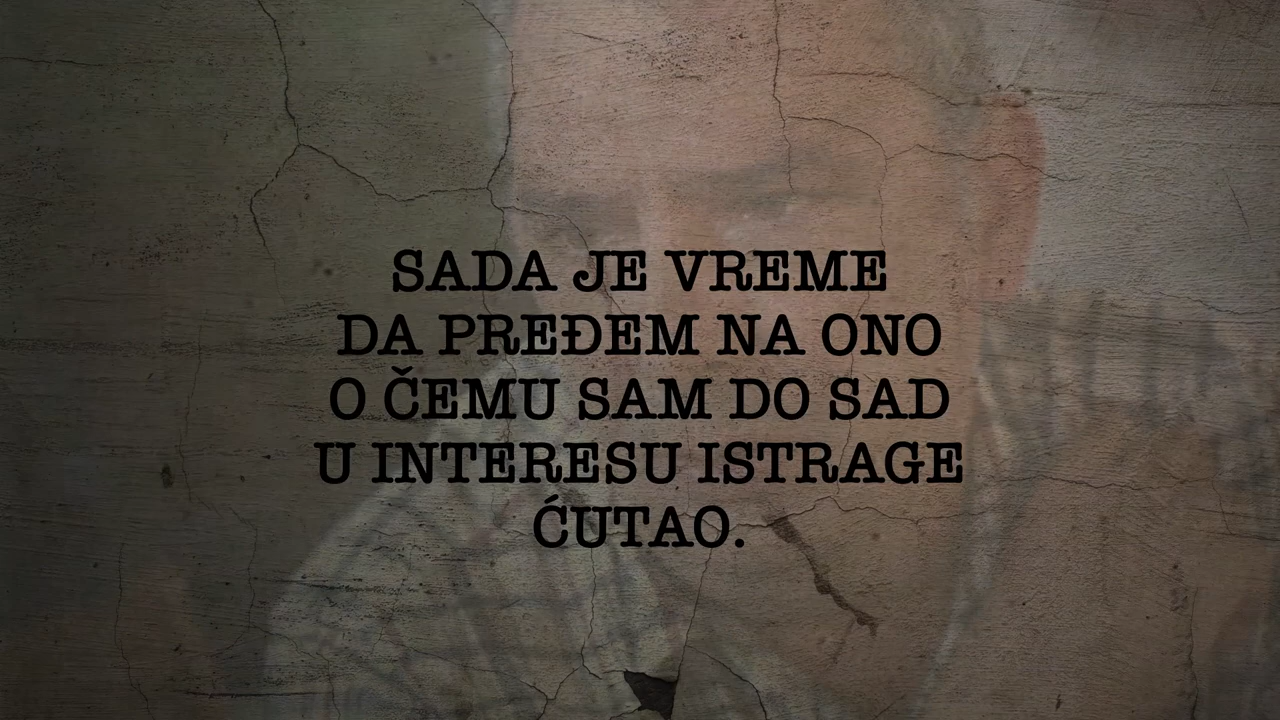 SADA JE VREME
DA PREĐEM NA ONO
O ČEMU SAM DO SAD
U INTERESU ISTRAGE
ĆUTAO.